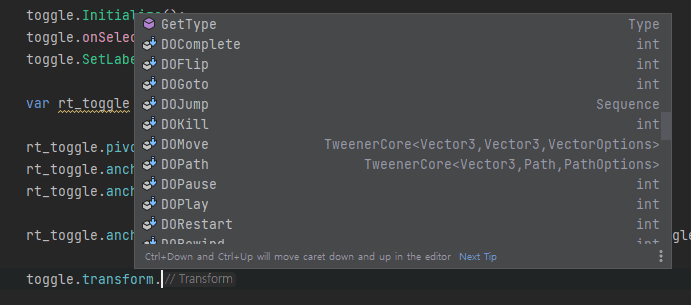 toggle.Initialize();
toggle.onSelec
toggle.SetLabe
var rt_toggle
rt_toggle.pivo
rt_toggle.anch
rt_toggle.anch
rt_toggle.anch
GetType Type
DOComplete int
DOFlip int
DOGoto int
DOJump Sequence
DOKill int
DOMove TweenerCore<Vector3,Vector3,VectorOptions>
DOPath TweenerCore<Vector3,Path,PathOptions>
DOPause int
DOPlay int
DORestart int
DORewind int
Ctrl+Down and Ctrl+Up will move caret down and up in the editor Next Tip
ggle
toggle.transform. // Transform